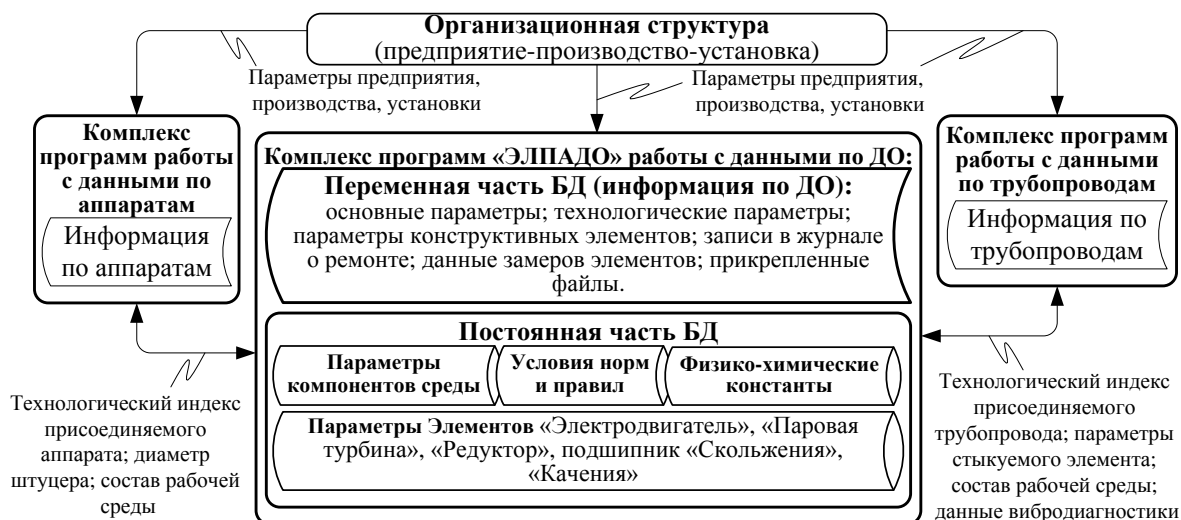 Организационная структура
(предприятие-производство-установка)
Параметры предприятия,
производства, установки
Параметры предприятия,
производства, установки
Комплекс
программ работы
с данными по
аппаратам
Информация
по аппаратам
Комплекс программ «ЭЛПАДО» работы с данными по ДО:
Переменная часть БД (информация по ДО):
основные параметры; технологические параметры;
параметры конструктивных элементов; записи в журнале
о ремонте; данные замеров элементов; прикрепленные
файлы.
Комплекс программ
работы с данными
по трубопроводам
Информация по
трубопроводам
Постоянная часть БД
Параметры
компонентов среды
Условия норм
и правил
Физико-химические
константы
Параметры Элементов «Электродвигатель», «Паровая
турбина», «Редуктор», подшипник «Скольжения»,
«Качения»
Технологический индекс
присоединяемого
аппарата; диаметр
штуцера; состав рабочей
среды
Технологический индекс
присоединяемого
трубопровода; параметры
стыкуемого элемента;
состав рабочей среды;
данные вибродиагностики